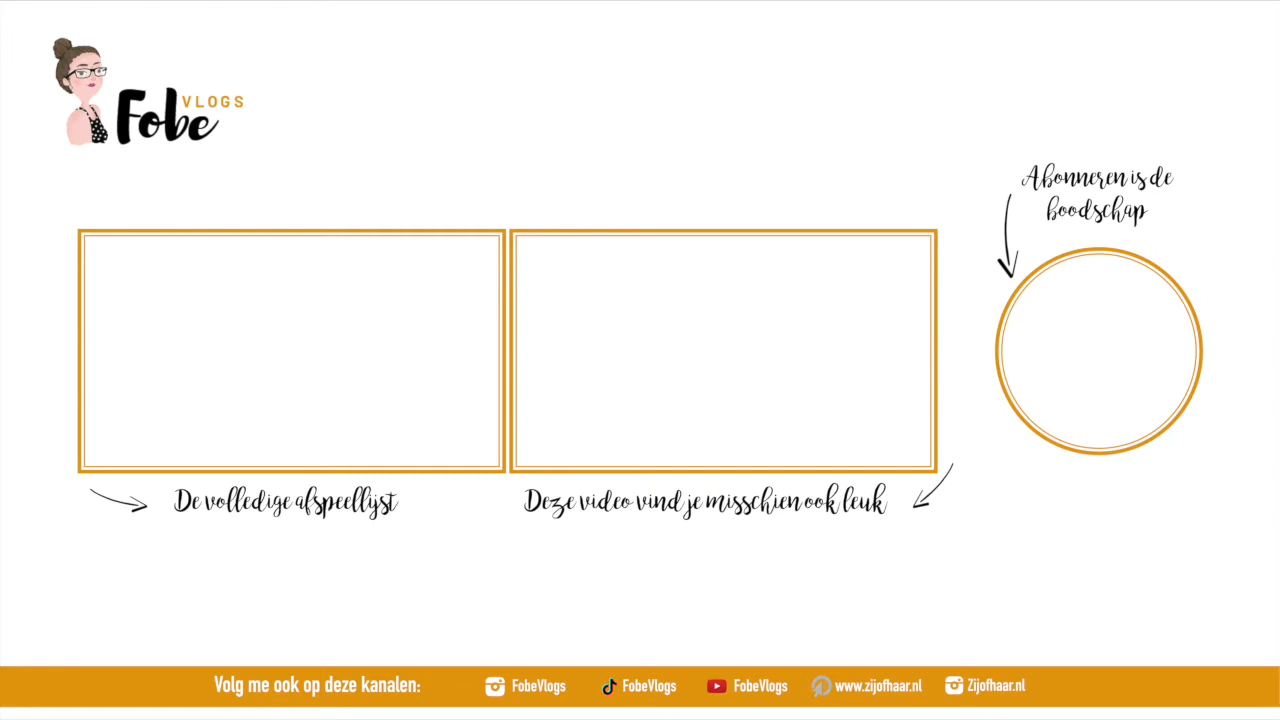 VLOGS
Fobe
Abonneren is de
boodschap
De volledige afspeellijst
Deze video vind je misschien ook leuk
Volg me ook op deze kanalen: FobeVlogs FobeVlogs FobeVlogs www.zijofhaar.nl Zijofhaar.nl